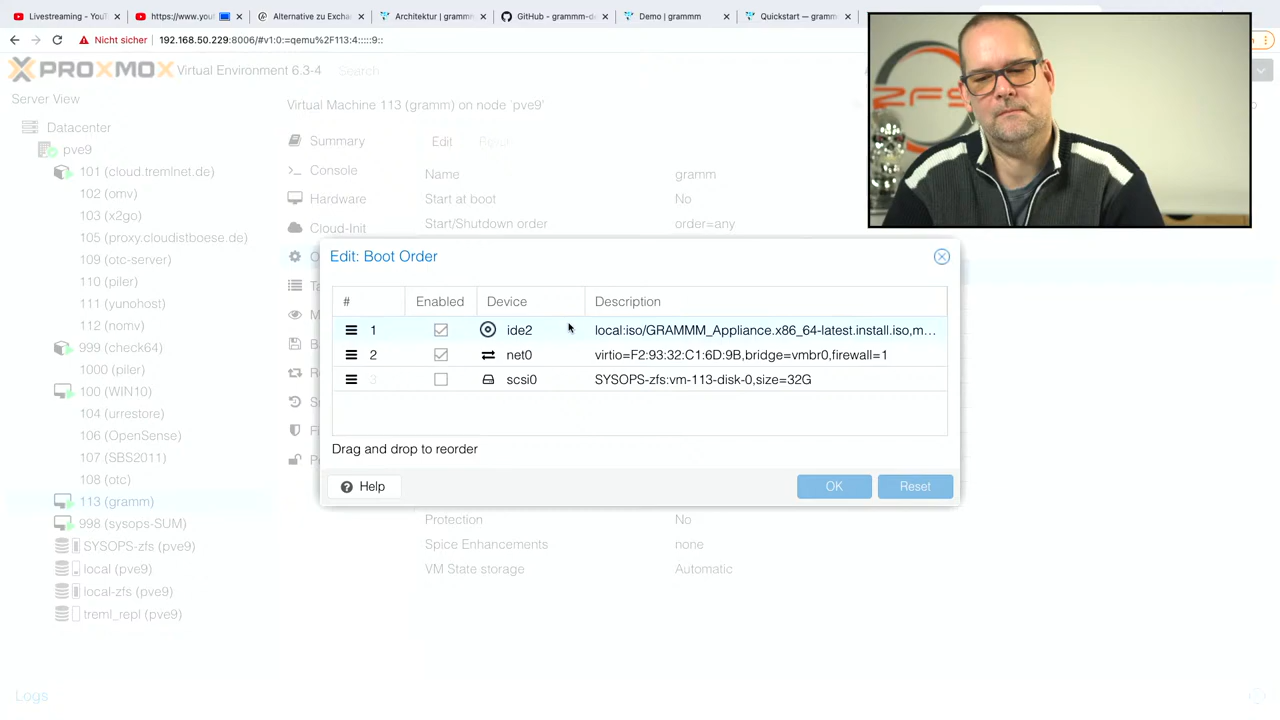 Livestreaming - YouT
https://www.yout
Alternative zu Excha
Architektur | gramm
GitHub - grammm-de
Demo | grammm
Quickstart — gramm
Nicht sicher 192.168.50.229:8006/#v1:0:=qemu%2F113:4:::::9::
PROXMOX Virtual Environment 6.3-4 Search
Server View
Datacenter
pve9
101 (cloud.tremlnet.de)
102 (omv)
103 (x2go)
105 (proxy.cloudistboese.de)
109 (otc-server)
110 (piler)
111 (yunohost)
112 (nomv)
999 (check64)
1000 (piler)
100 (WIN10)
104 (urrestore)
106 (OpenSense)
107 (SBS2011)
108 (otc)
113 (gramm)
998 (sysops-SUM)
SYSOPS-zfs (pve9)
local (pve9)
local-zfs (pve9)
treml_repl (pve9)
Logs
Virtual Machine 113 (gramm) on node 'pve9'
Summary
Console
Hardware
Cloud-Init
Edit
Name gramm
Start at boot No
Start/Shutdown order order=any
Edit: Boot Order
# Enabled Device Description
1 ide2 local:iso/GRAMMM_Appliance.x86_64-latest.install.iso,m...
2 net0 virtio=F2:93:32:C1:6D:9B,bridge=vmbr0,firewall=1
3 scsi0 SYSOPS-zfs:vm-113-disk-0,size=32G
Drag and drop to reorder
Help OK Reset
Protection No
Spice Enhancements none
VM State storage Automatic
ZFS